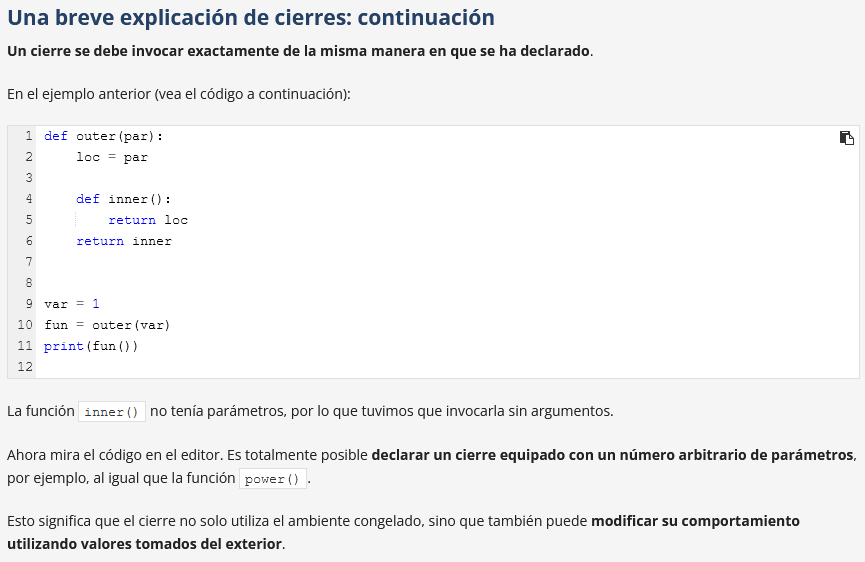 Una breve explicación de cierres: continuación
Un cierre se debe invocar exactamente de la misma manera en que se ha declarado.
En el ejemplo anterior (vea el código a continuación):
1 def outer(par):
2     loc = par
3
4     def inner():
5         return loc
6     return inner
7
8
9 var = 1
10 fun = outer(var)
11 print(fun())
12
La función inner() no tenía parámetros, por lo que tuvimos que invocarla sin argumentos.
Ahora mira el código en el editor. Es totalmente posible declarar un cierre equipado con un número arbitrario de parámetros,
por ejemplo, al igual que la función power().
Esto significa que el cierre no solo utiliza el ambiente congelado, sino que también puede modificar su comportamiento
utilizando valores tomados del exterior.